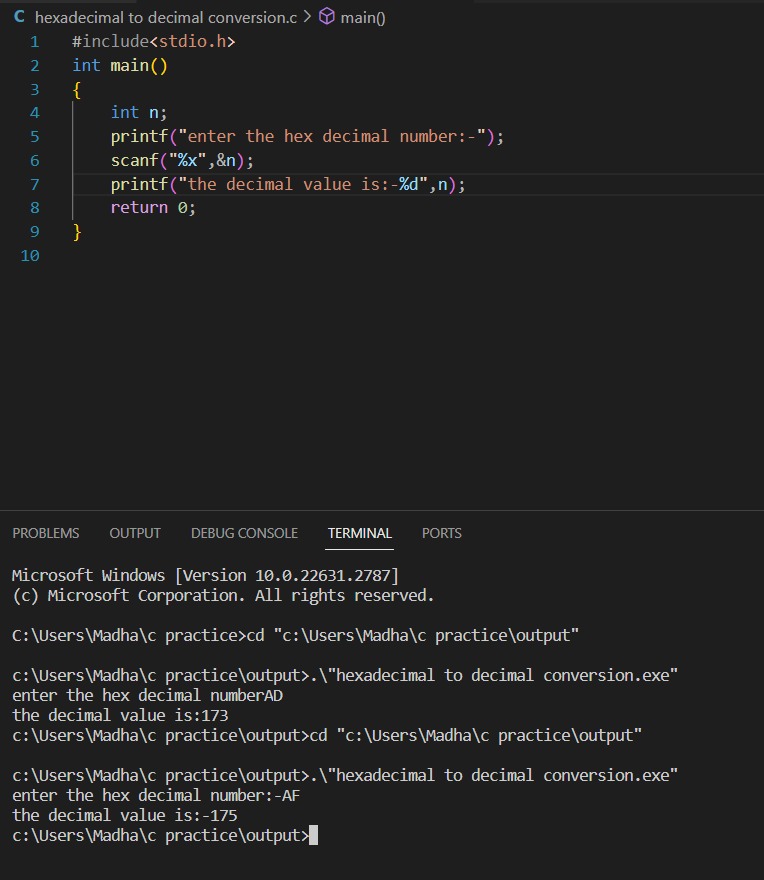 C hexadecimal to decimal conversion.c > main()
1 #include<stdio.h>
2 int main()
3 {
4     int n;
5     printf("enter the hex decimal number:-");
6     scanf("%x",&n);
7     printf("the decimal value is:-%d",n);
8     return 0;
9 }
10
PROBLEMS OUTPUT DEBUG CONSOLE TERMINAL PORTS
Microsoft Windows [Version 10.0.22631.2787]
(c) Microsoft Corporation. All rights reserved.
C:\Users\Madha\c practice>cd "c:\Users\Madha\c practice\output"
c:\Users\Madha\c practice\output>.\"hexadecimal to decimal conversion.exe"
enter the hex decimal numberAD
the decimal value is:173
c:\Users\Madha\c practice\output>cd "c:\Users\Madha\c practice\output"
c:\Users\Madha\c practice\output>.\"hexadecimal to decimal conversion.exe"
enter the hex decimal number:-AF
the decimal value is:-175
c:\Users\Madha\c practice\output>